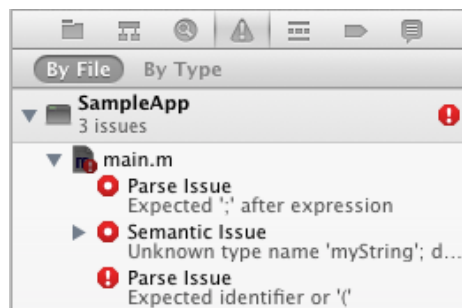 By File By Type
SampleApp
3 issues
main.m
Parse Issue
Expected ';' after expression
Semantic Issue
Unknown type name 'myString'; d...
Parse Issue
Expected identifier or '('